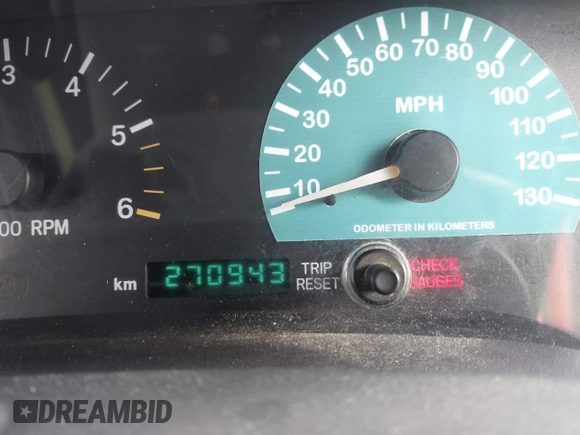 3 4 5 6
00 RPM
10 20 30 40 50 60 70 80 90 100 110 120 130
MPH
ODOMETER IN KILOMETERS
km 270943
TRIP RESET
CHECK GAUGES
DREAMBID